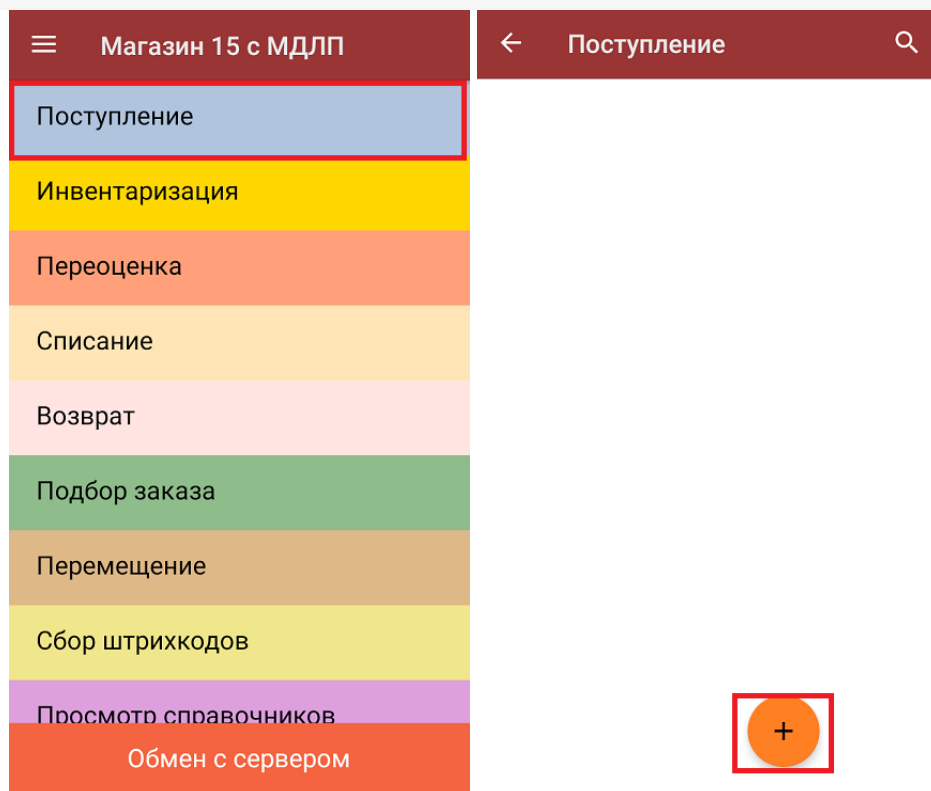 Магазин 15 с МДЛП
Поступление
Инвентаризация
Переоценка
Списание
Возврат
Подбор заказа
Перемещение
Сбор штрихкодов
Просмотр справочников
Обмен с сервером
Поступление
+